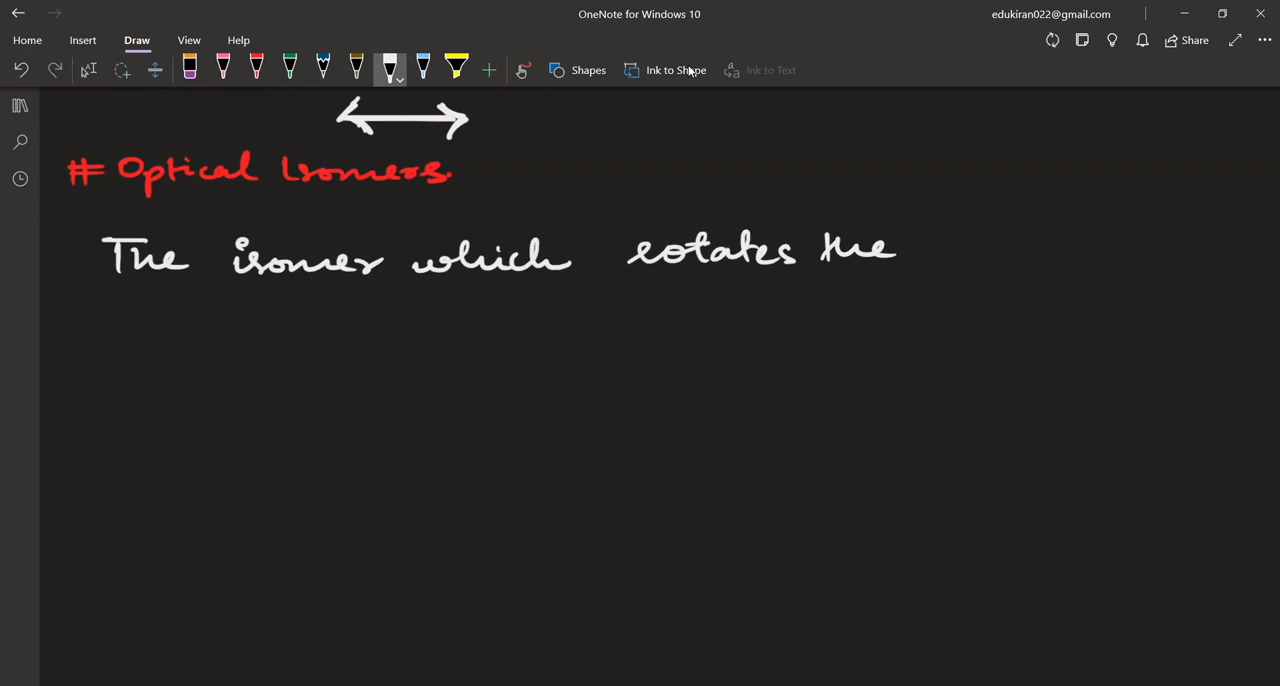 OneNote for Windows 10
edukiran022@gmail.com
Home Insert Draw View Help
Share
Shapes Ink to Shape Ink to Text
# Optical Isomers.
The isomer which rotates the